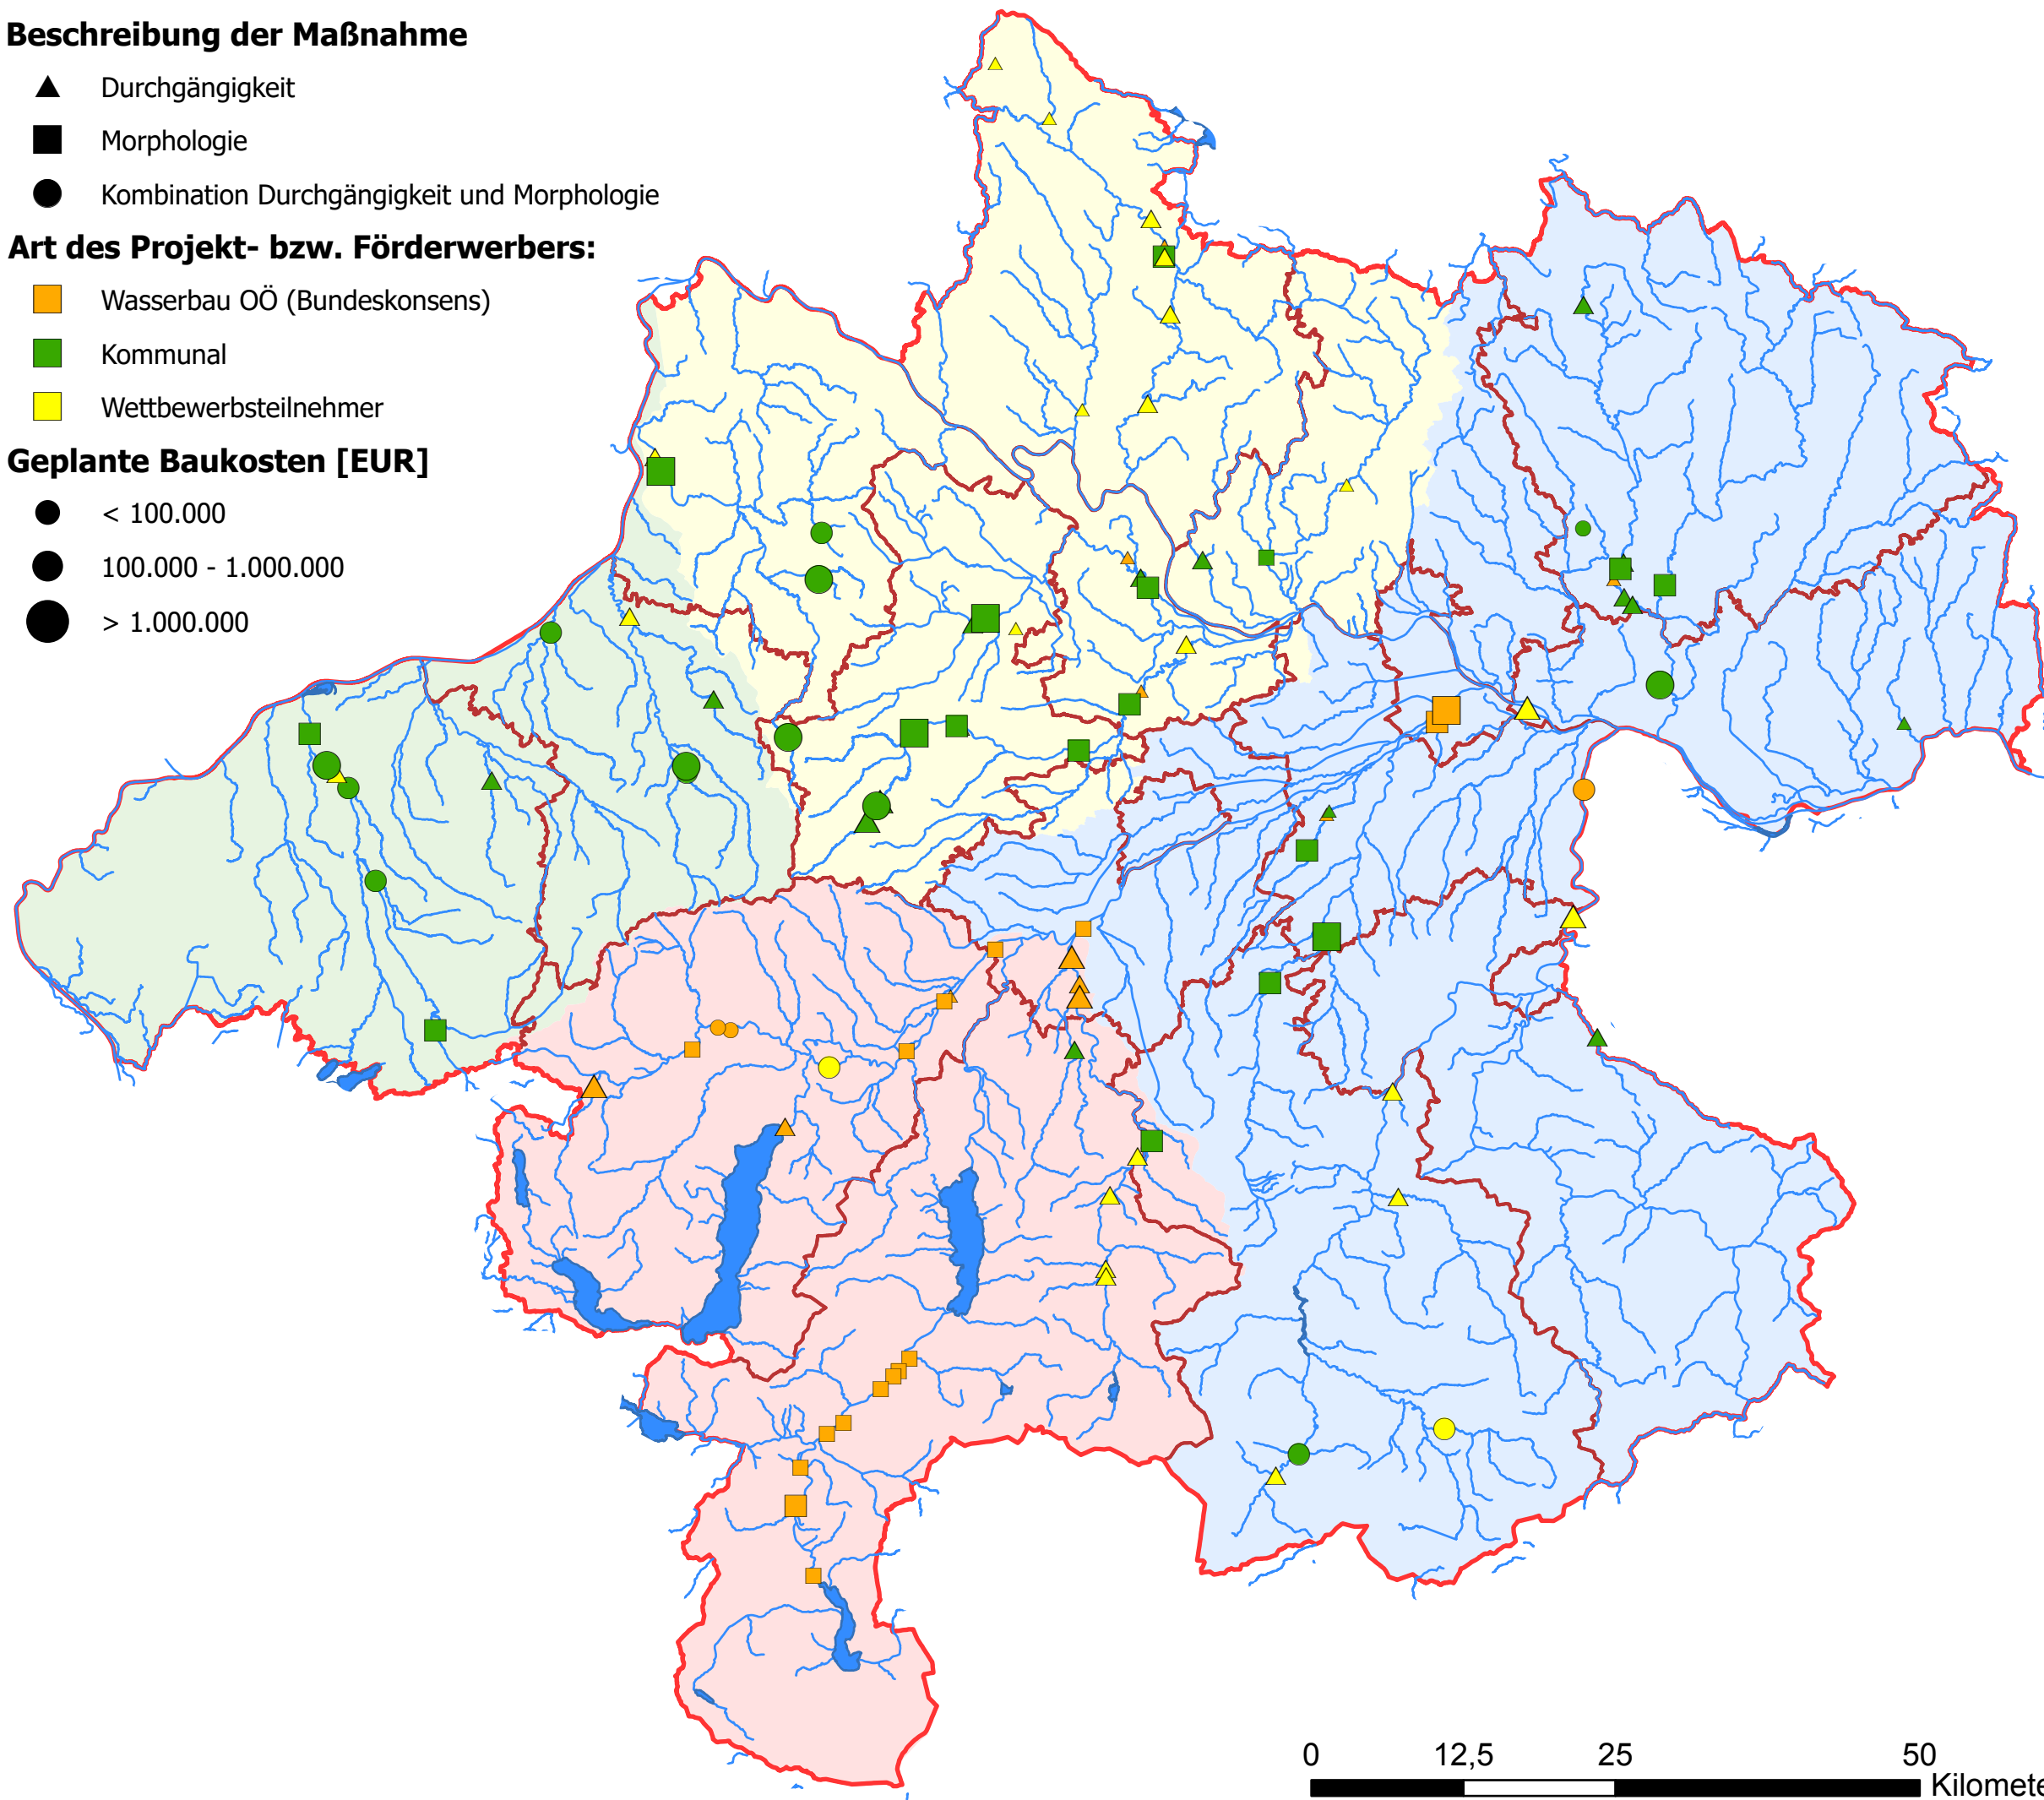 Beschreibung der Maßnahme
Durchgängigkeit
Morphologie
Kombination Durchgängigkeit und Morphologie
Art des Projekt- bzw. Förderwerbers:
Wasserbau OÖ (Bundeskonsens)
Kommunal
Wettbewerbsteilnehmer
Geplante Baukosten [EUR]
< 100.000
100.000 - 1.000.000
> 1.000.000
0 12,5 25 50
Kilomete